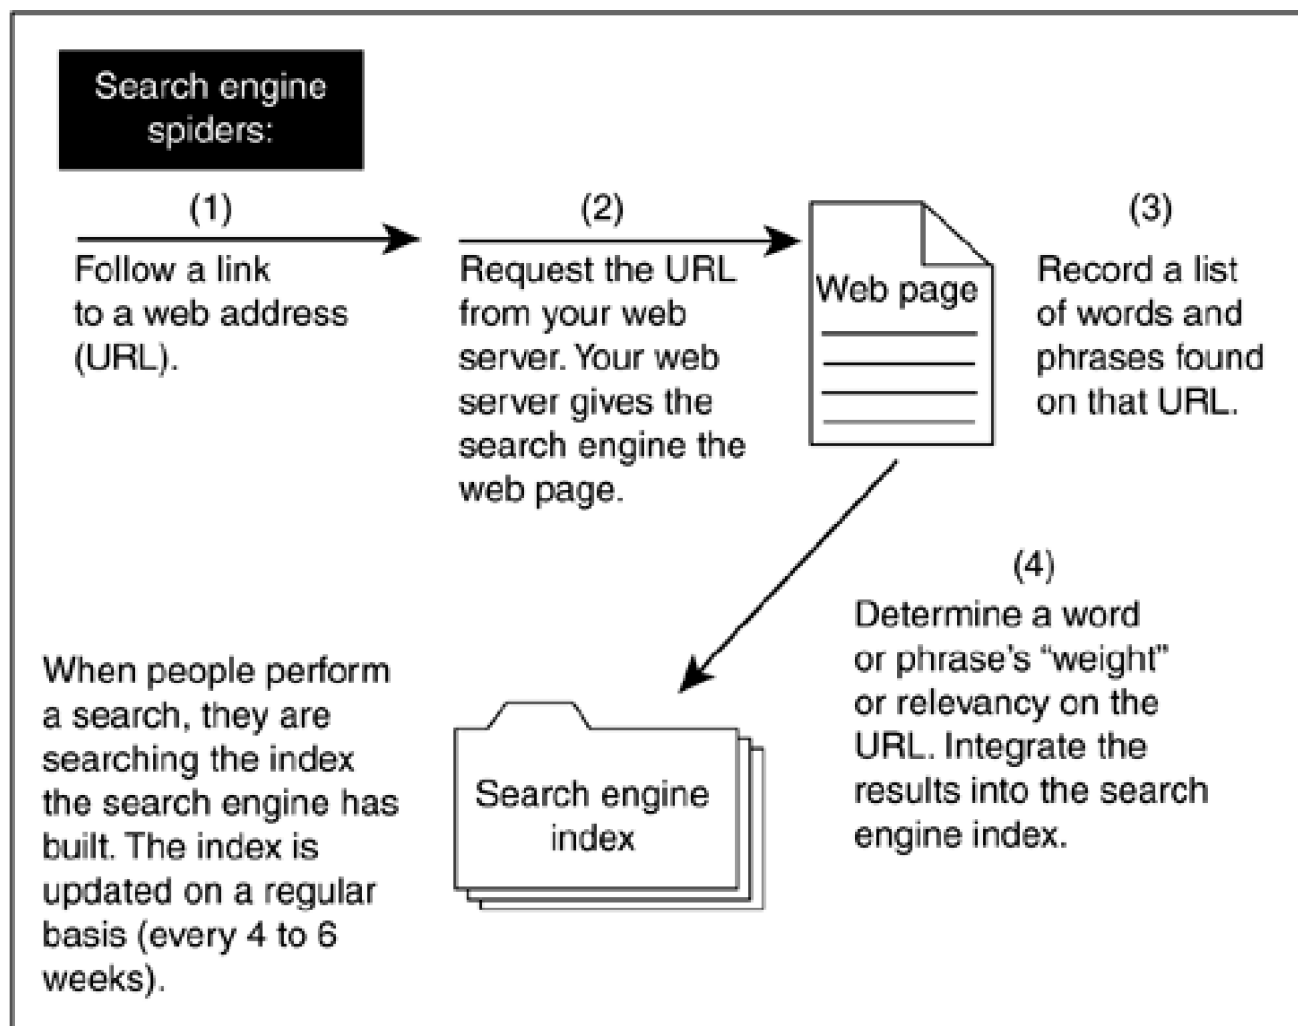 Search engine
spiders:
(1)
Follow a link
to a web address
(URL).
(2)
Request the URL
from your web
server. Your web
server gives the
search engine the
web page.
Web page
(3)
Record a list
of words and
phrases found
on that URL.
(4)
Determine a word
or phrase’s “weight”
or relevancy on the
URL. Integrate the
results into the search
engine index.
Search engine
index
When people perform
a search, they are
searching the index
the search engine has
built. The index is
updated on a regular
basis (every 4 to 6
weeks).